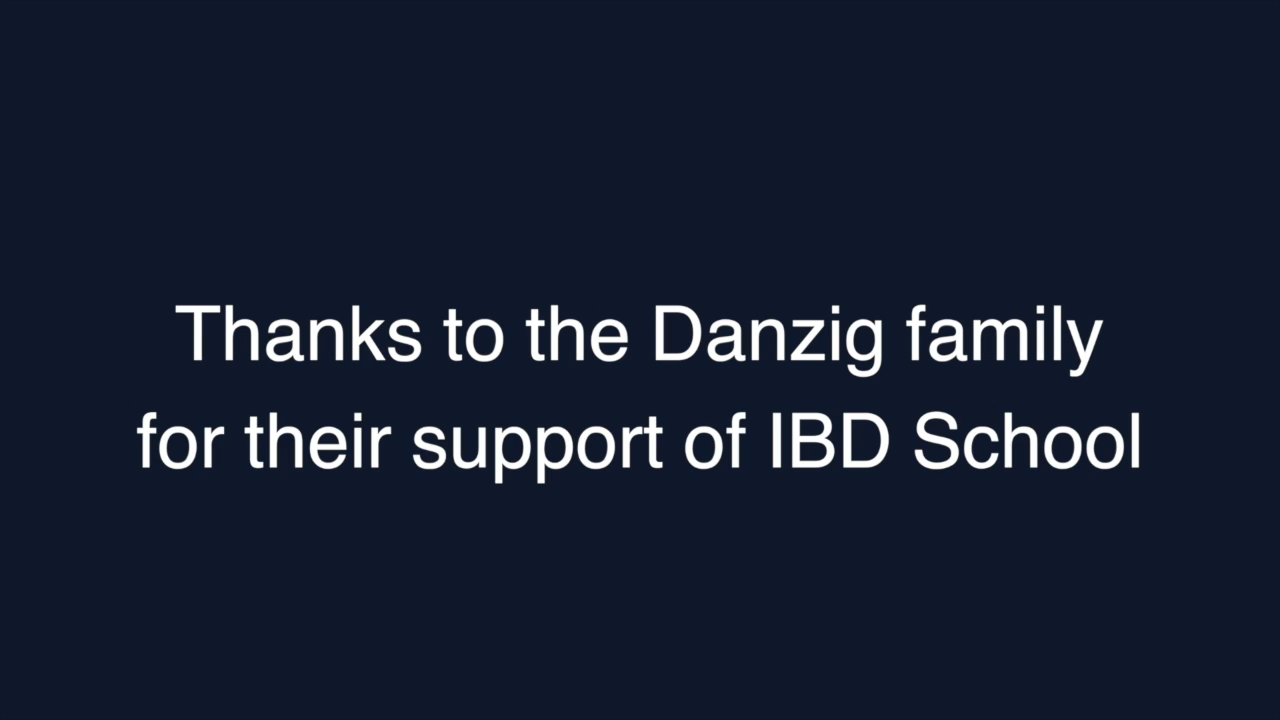 Thanks to the Danzig family
for their support of IBD School